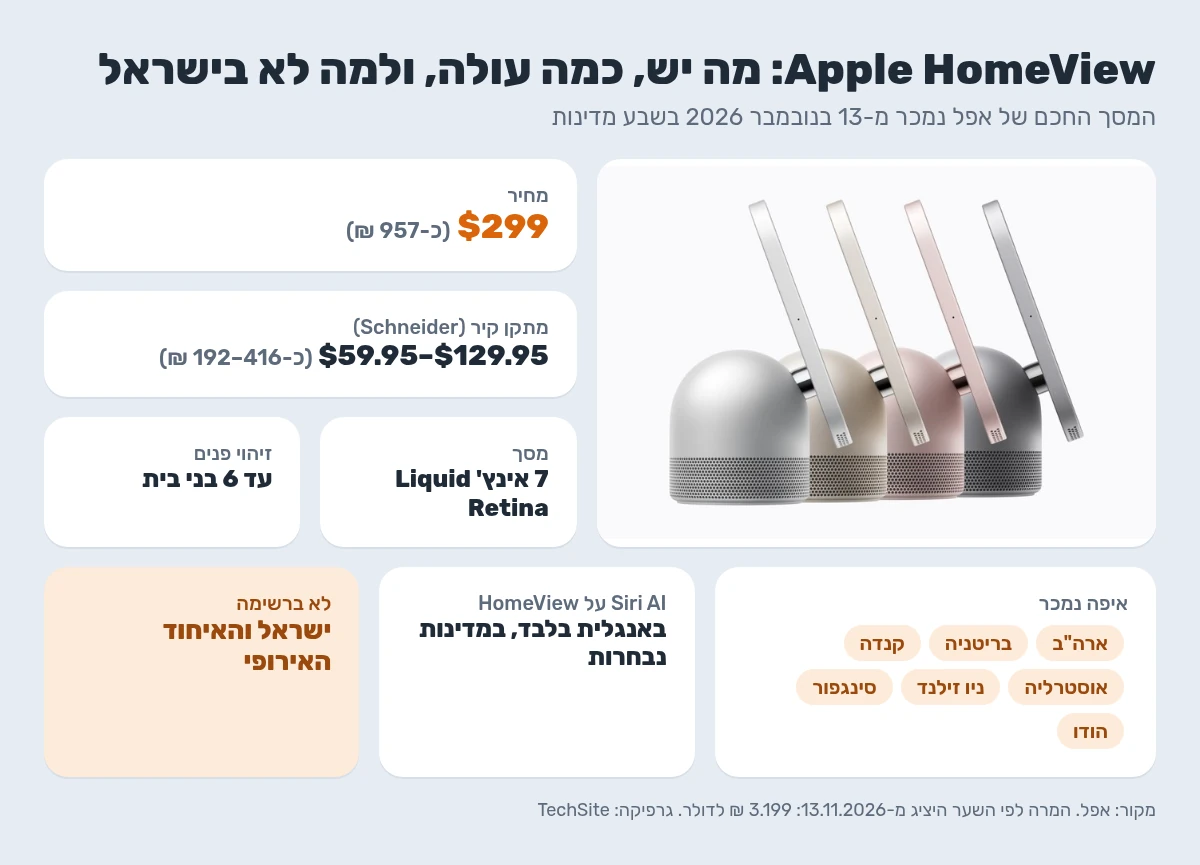 Apple HomeView: מה יש, כמה עולה, ולמה לא בישראל
המסך החכם של אפל נמכר מ-13 בנובמבר 2026 בשבע מדינות
מחיר
$299 (כ-957 ₪)
מתקן קיר (Schneider)
$59.95–$129.95 (כ-192–416 ₪)
מסך
7 אינץ' Liquid
Retina
זיהוי פנים
עד 6 בני בית
איפה נמכר
ארה"ב בריטניה קנדה
אוסטרליה ניו זילנד סינגפור
הודו
Siri AI על HomeView
באנגלית בלבד, במדינות
נבחרות
לא ברשימה
ישראל והאיחוד
האירופי
מקור: אפל. המרה לפי השער היציג מ-13.11.2026: 3.199 ₪ לדולר. גרפיקה: TechSite